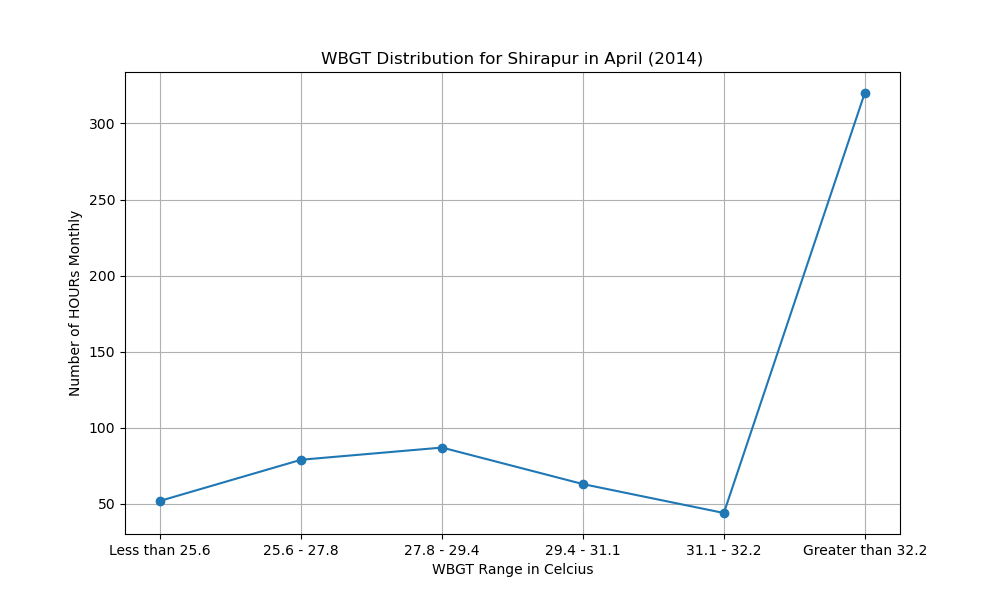 WBGT Distribution for Shirapur in April (2014)
Number of HOURs Monthly
300
250
200
150
100
50
Less than 25.6 25.6 - 27.8 27.8 - 29.4 29.4 - 31.1 31.1 - 32.2 Greater than 32.2
WBGT Range in Celcius